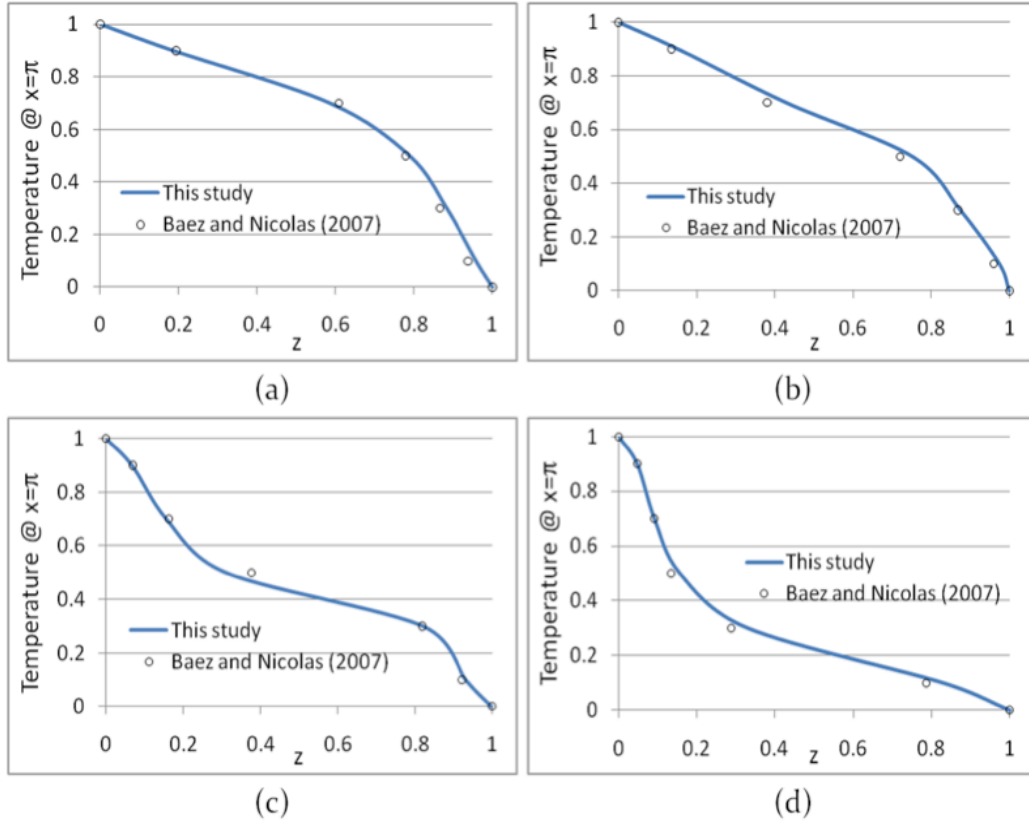 Temperature @ x=π
1
0.8
0.6
0.4
0.2
0
This study
Baez and Nicolas (2007)
0 0.2 0.4 0.6 0.8 1
z
(a)
Temperature @ x=π
1
0.8
0.6
0.4
0.2
0
This study
Baez and Nicolas (2007)
0 0.2 0.4 0.6 0.8 1
z
(b)
Temperature @ x=π
1
0.8
0.6
0.4
0.2
0
This study
Baez and Nicolas (2007)
0 0.2 0.4 0.6 0.8 1
z
(c)
Temperature @ x=π
1
0.8
0.6
0.4
0.2
0
This study
Baez and Nicolas (2007)
0 0.2 0.4 0.6 0.8 1
z
(d)